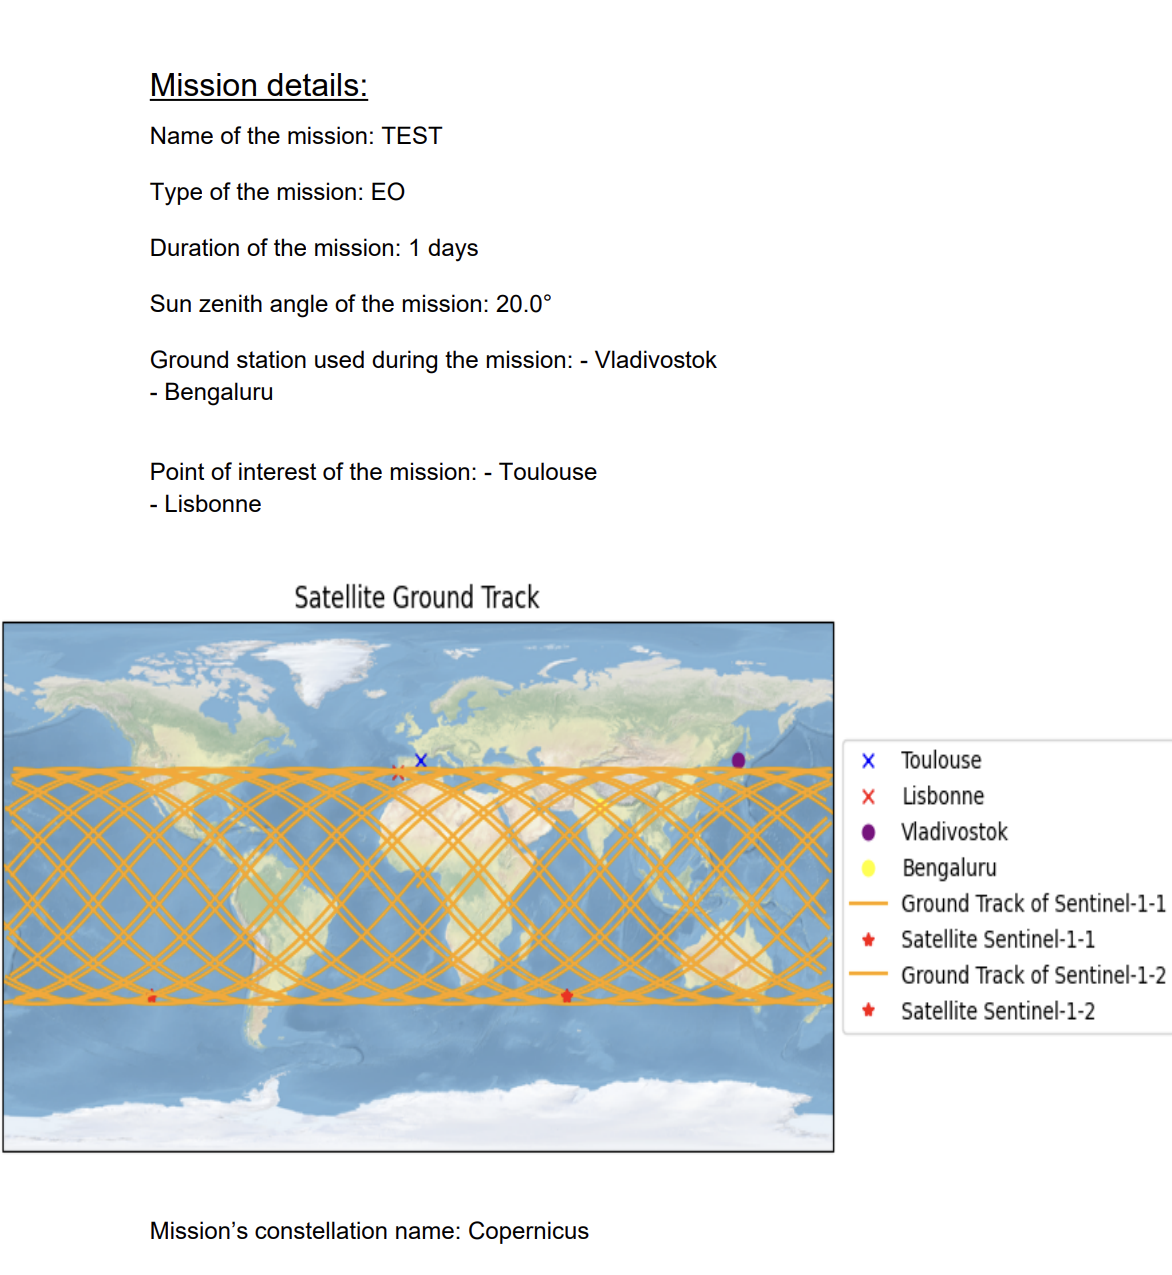 Mission details:
Name of the mission: TEST
Type of the mission: EO
Duration of the mission: 1 days
Sun zenith angle of the mission: 20.0°
Ground station used during the mission: - Vladivostok
- Bengaluru
Point of interest of the mission: - Toulouse
- Lisbonne
Satellite Ground Track
Toulouse
Lisbonne
Vladivostok
Bengaluru
Ground Track of Sentinel-1-1
Satellite Sentinel-1-1
Ground Track of Sentinel-1-2
Satellite Sentinel-1-2
Mission’s constellation name: Copernicus